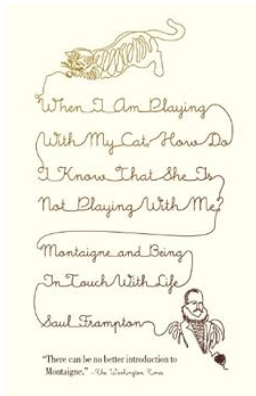 When I Am Playing
With My Cat, How Do
I Know That She Is
Not Playing With Me?
Montaigne and Being
In Touch With Life
Saul Frampton
"There can be no better introduction to
Montaigne." –The Washington Times